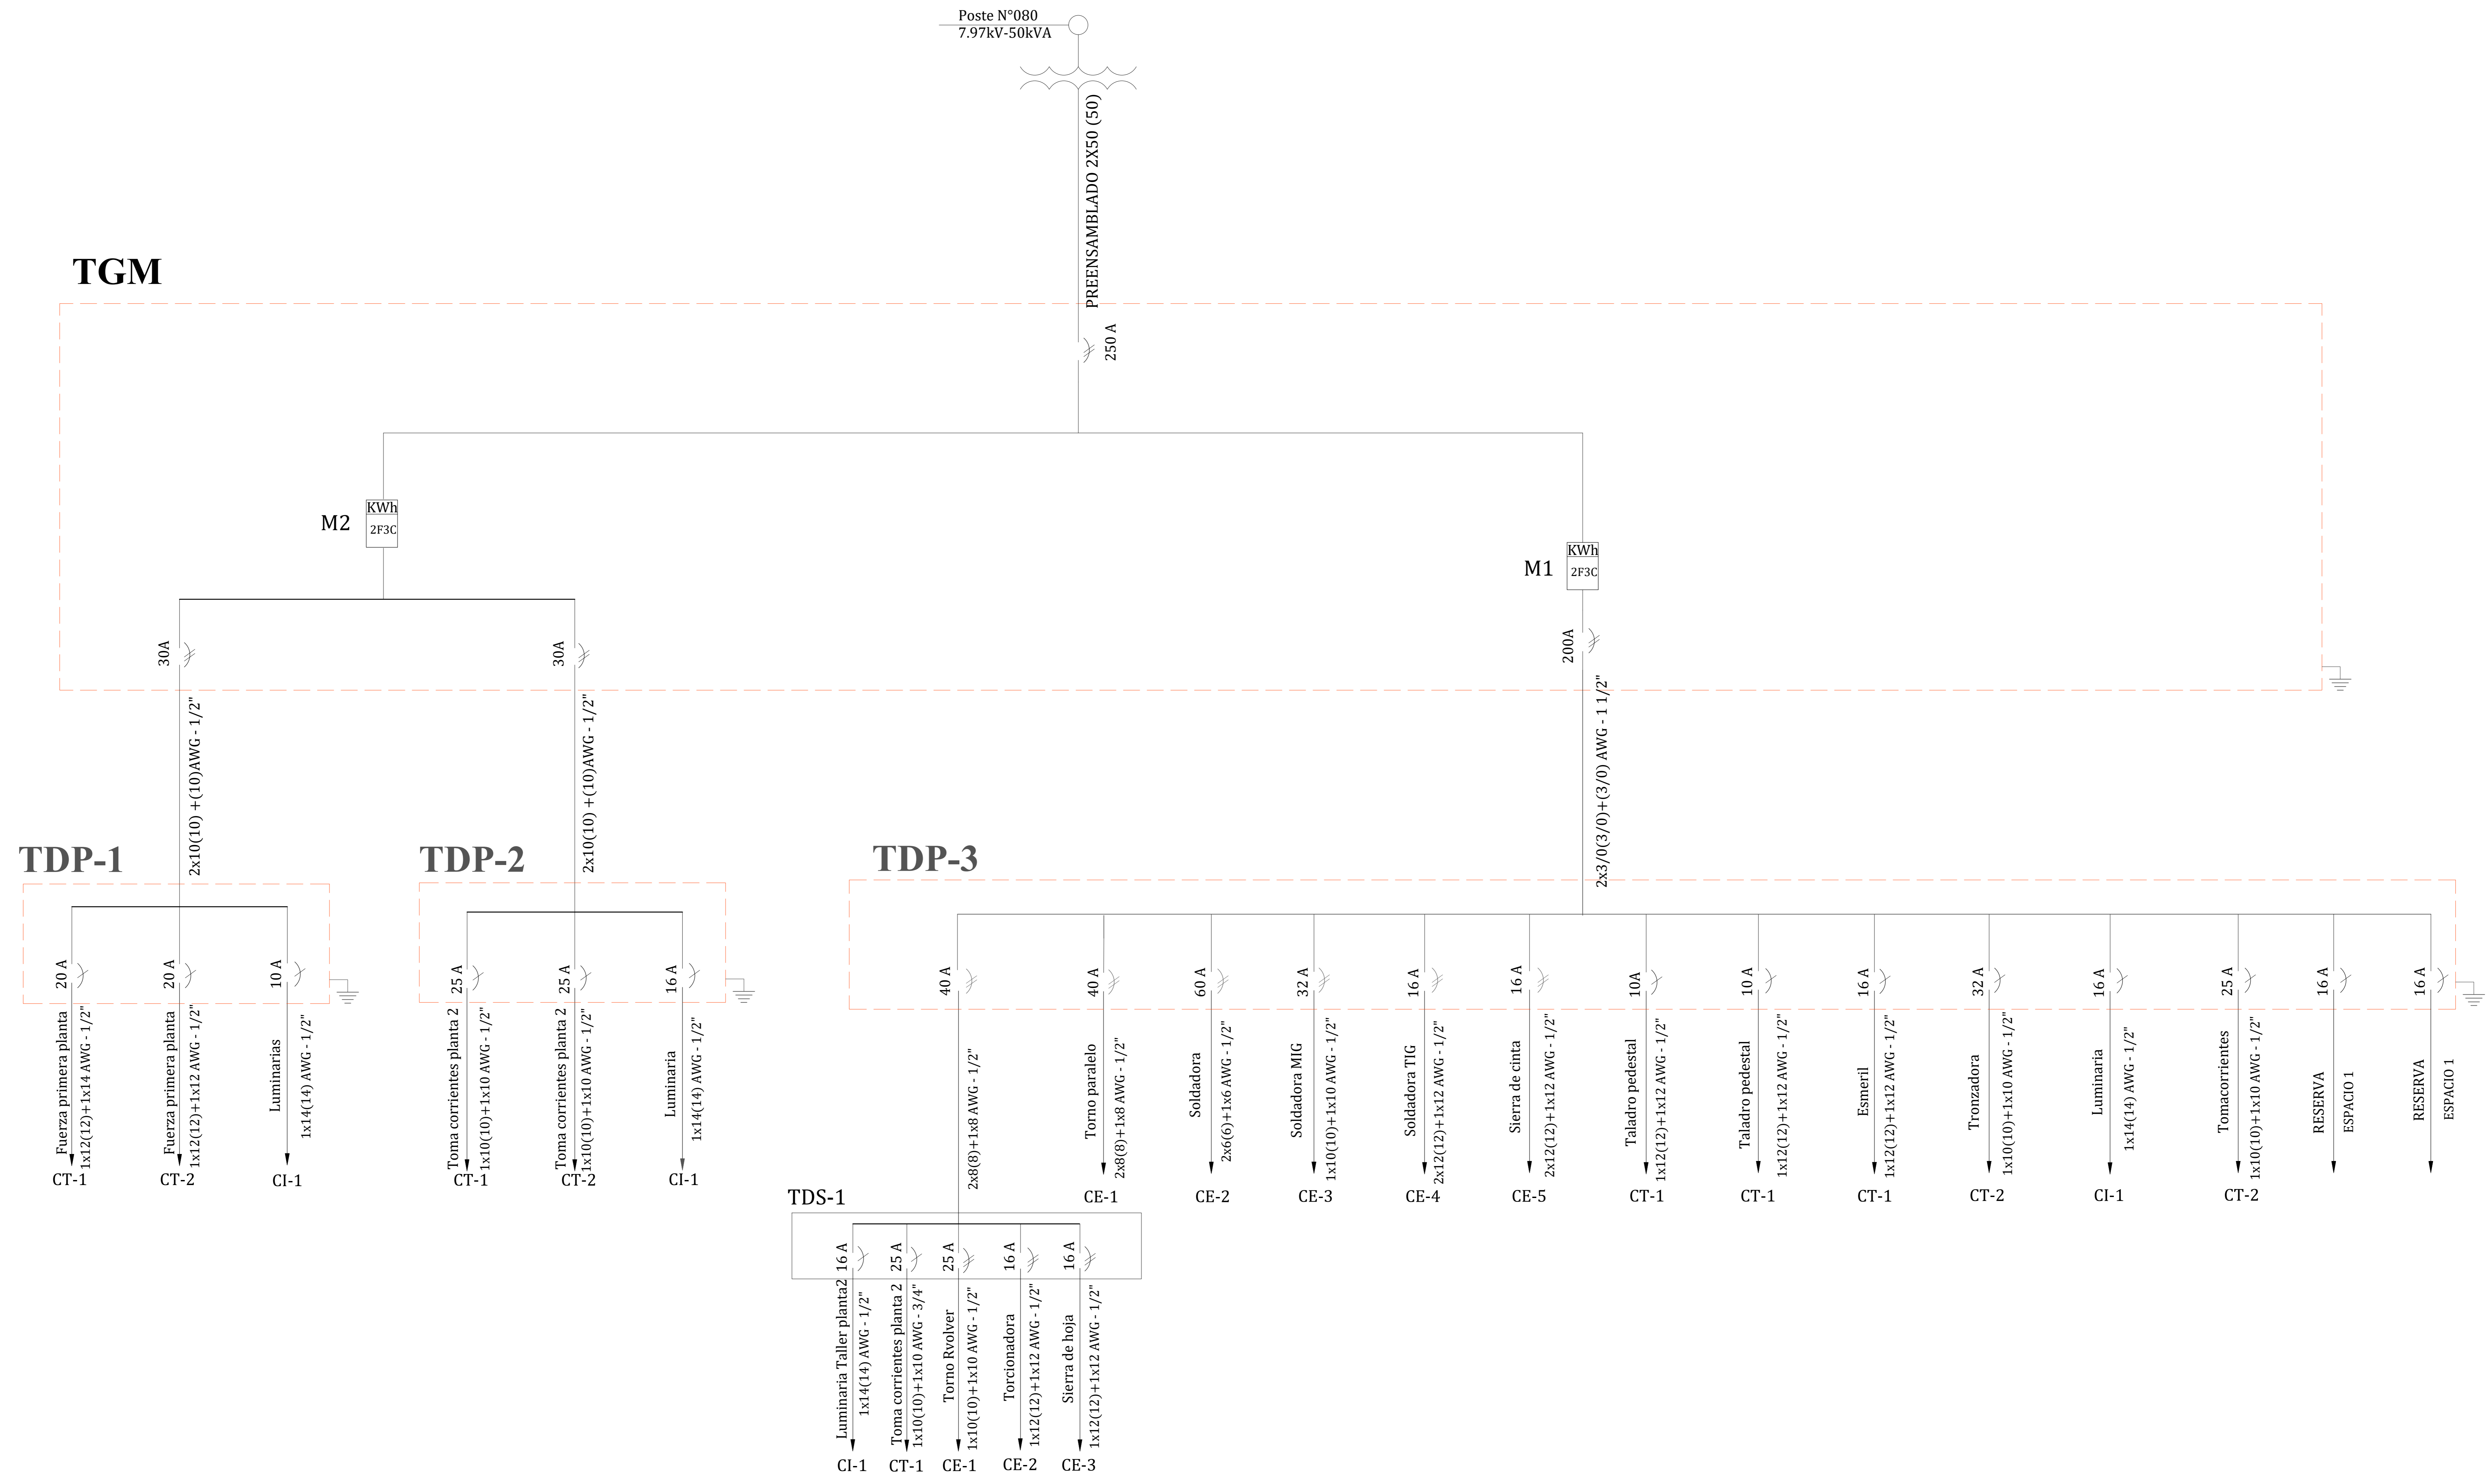 Poste N°080
7.97kV-50kVA
PREENSAMBLADO 2X50 (50)
TGM
250 A
M2
KWh
2F3C
M1
KWh
2F3C
30A
30A
200A
2x10(10) +(10)AWG - 1/2"
2x10(10) +(10)AWG - 1/2"
2x3/0(3/0)+(3/0) AWG - 1 1/2"
TDP-1
20 A
Fuerza primera planta
1x12(12)+1x14 AWG - 1/2"
CT-1
20 A
Fuerza primera planta
1x12(12)+1x12 AWG - 1/2"
CT-2
10 A
Luminarias
1x14(14) AWG - 1/2"
CI-1
TDP-2
25 A
Toma corrientes planta 2
1x10(10)+1x10 AWG - 1/2"
CT-1
25 A
Toma corrientes planta 2
1x10(10)+1x10 AWG - 1/2"
CT-2
16 A
Luminaria
1x14(14) AWG - 1/2"
CI-1
TDP-3
40 A
2x8(8)+1x8 AWG - 1/2"
40 A
Torno paralelo
2x8(8)+1x8 AWG - 1/2"
CE-1
60 A
Soldadora
2x6(6)+1x6 AWG - 1/2"
CE-2
32 A
Soldadora MIG
1x10(10)+1x10 AWG - 1/2"
CE-3
16 A
Soldadora TIG
2x12(12)+1x12 AWG - 1/2"
CE-4
16 A
Sierra de cinta
2x12(12)+1x12 AWG - 1/2"
CE-5
10A
Taladro pedestal
1x12(12)+1x12 AWG - 1/2"
CT-1
10 A
Taladro pedestal
1x12(12)+1x12 AWG - 1/2"
CT-1
16 A
Esmeril
1x12(12)+1x12 AWG - 1/2"
CT-1
32 A
Tronzadora
1x10(10)+1x10 AWG - 1/2"
CT-2
16 A
Luminaria
1x14(14) AWG - 1/2"
CI-1
25 A
Tomacorrientes
1x10(10)+1x10 AWG - 1/2"
CT-2
16 A
RESERVA
ESPACIO 1
16 A
RESERVA
ESPACIO 1
TDS-1
16 A
Luminaria Taller planta2
1x14(14) AWG - 1/2"
CI-1
25 A
Toma corrientes planta 2
1x10(10)+1x10 AWG - 3/4"
CT-1
25 A
Torno Rvolver
1x10(10)+1x10 AWG - 1/2"
CE-1
16 A
Torcionadora
1x12(12)+1x12 AWG - 1/2"
CE-2
16 A
Sierra de hoja
1x12(12)+1x12 AWG - 1/2"
CE-3